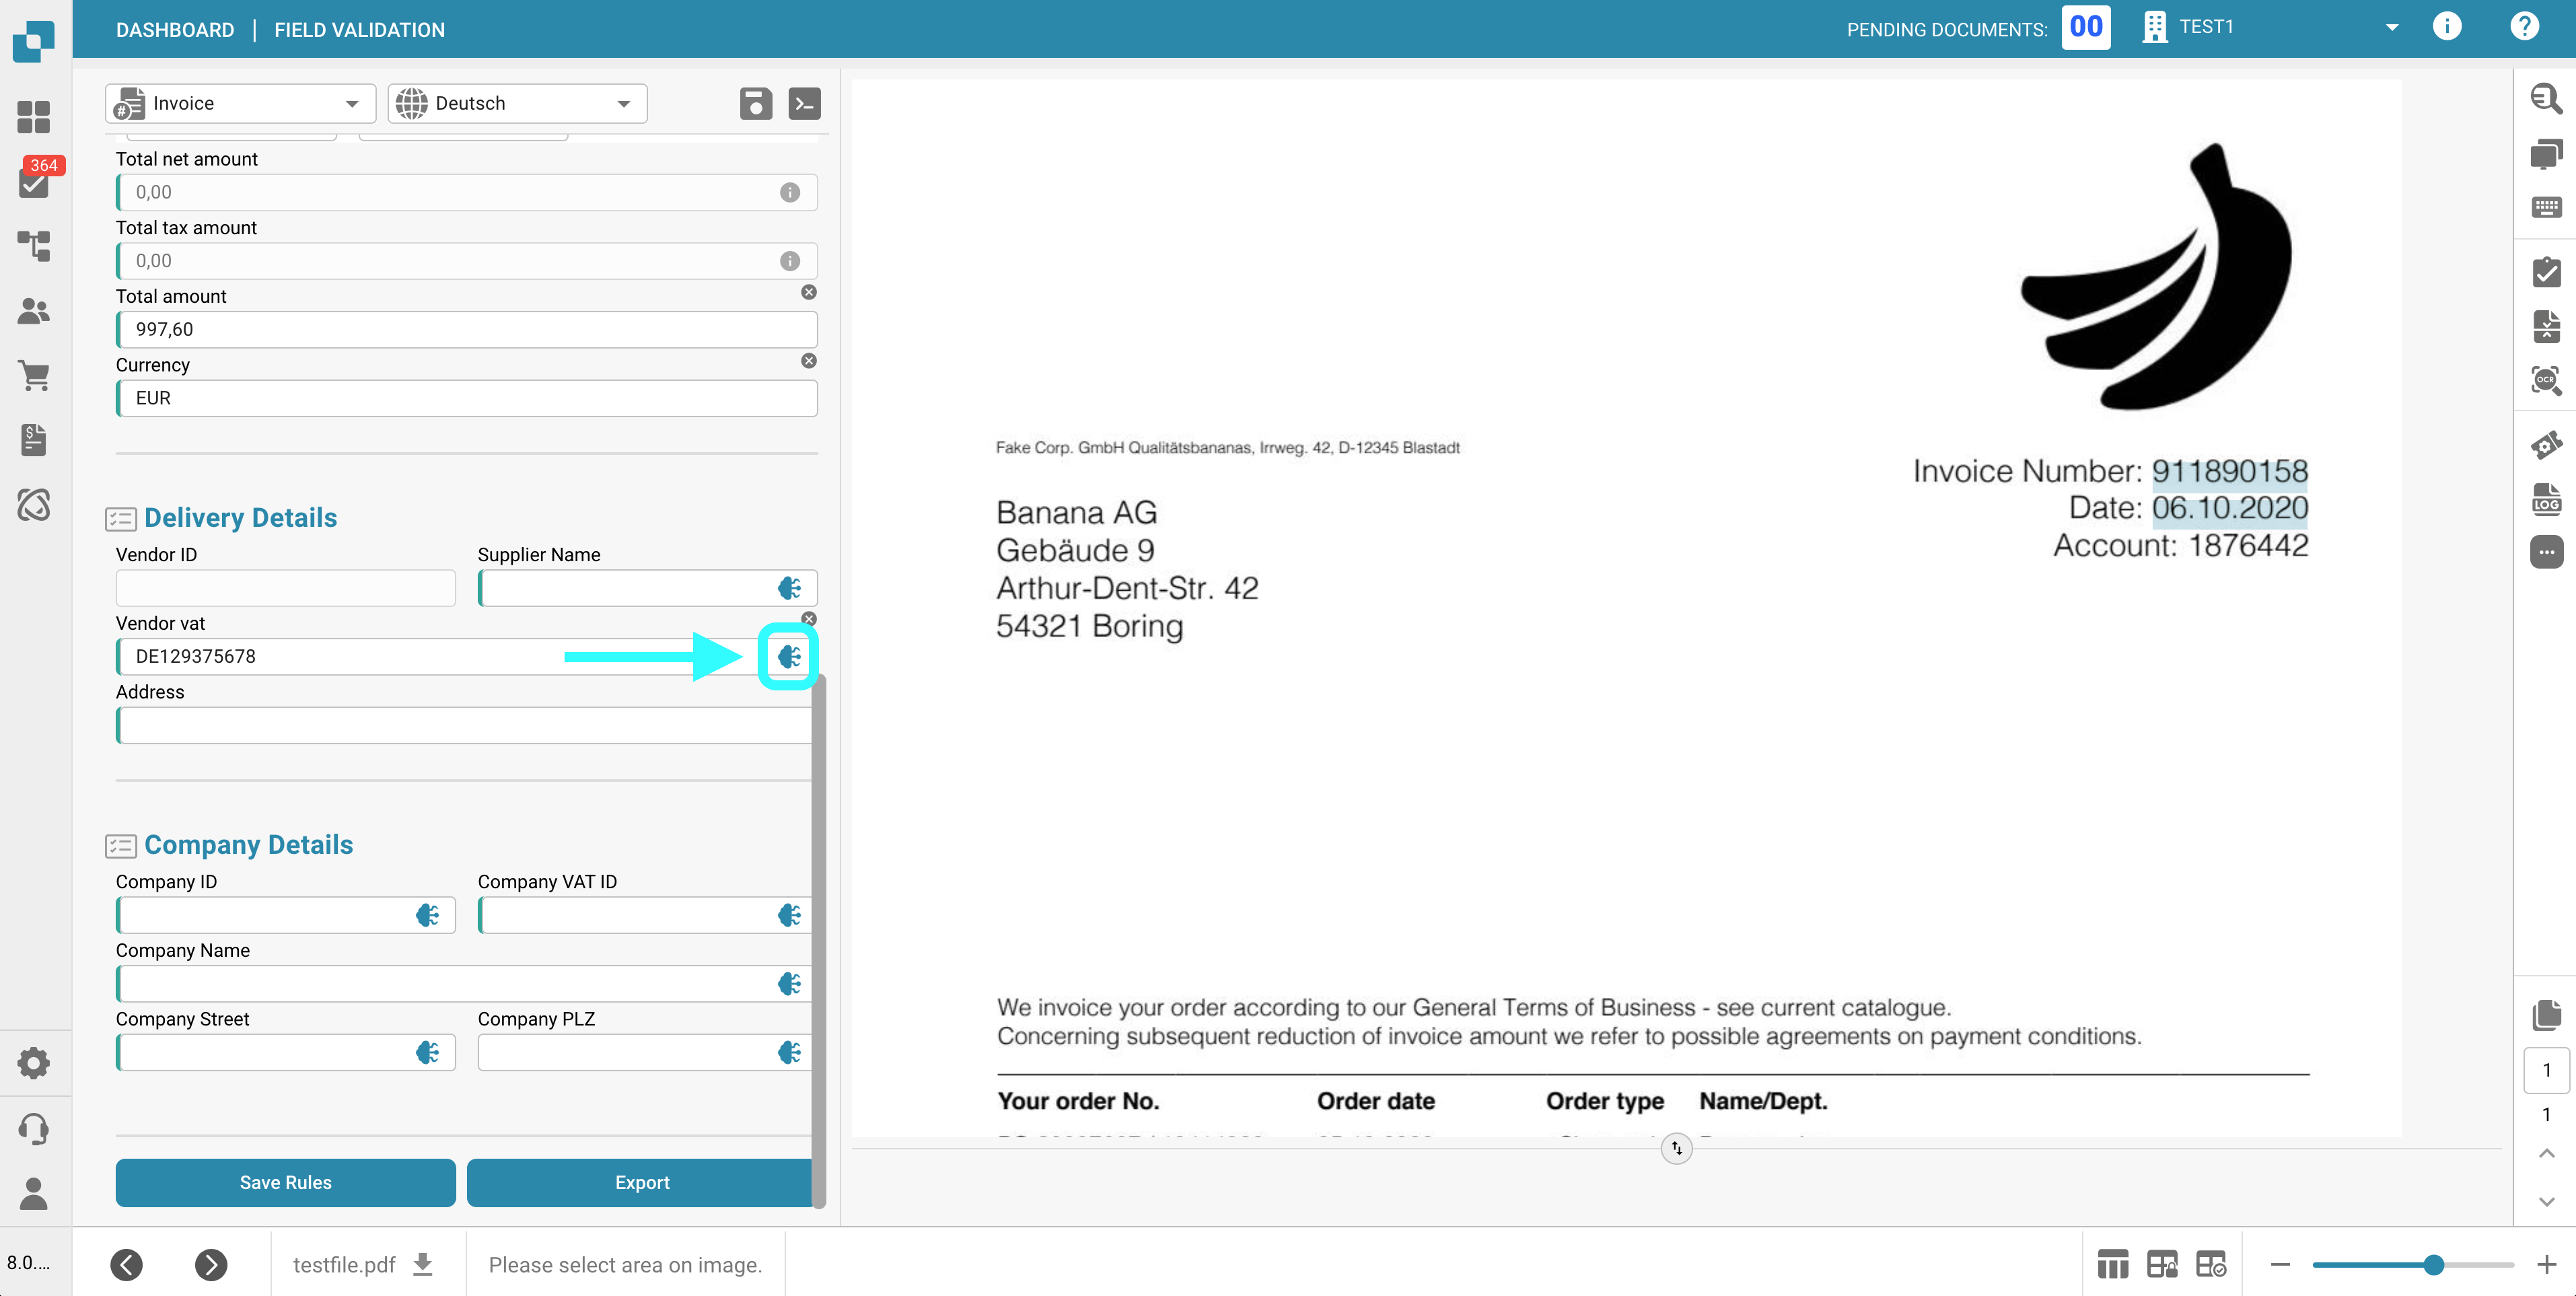 DASHBOARD | FIELD VALIDATION
PENDING DOCUMENTS: 00
TEST1
364
Invoice
Deutsch
Total net amount
0,00
Total tax amount
0,00
Total amount
997,60
Currency
EUR
Delivery Details
Vendor ID
Supplier Name
Vendor vat
DE129375678
Address
Company Details
Company ID
Company VAT ID
Company Name
Company Street
Company PLZ
Save Rules
Export
Fake Corp. GmbH Qualitätsbananas, Irrweg. 42, D-12345 Blastadt
Invoice Number: 911890158
Date: 06.10.2020
Account: 1876442
Banana AG
Gebäude 9
Arthur-Dent-Str. 42
54321 Boring
We invoice your order according to our General Terms of Business - see current catalogue.
Concerning subsequent reduction of invoice amount we refer to possible agreements on payment conditions.
Your order No. Order date Order type Name/Dept.
OCR
LOG
1
1
8.0....
testfile.pdf
Please select area on image.